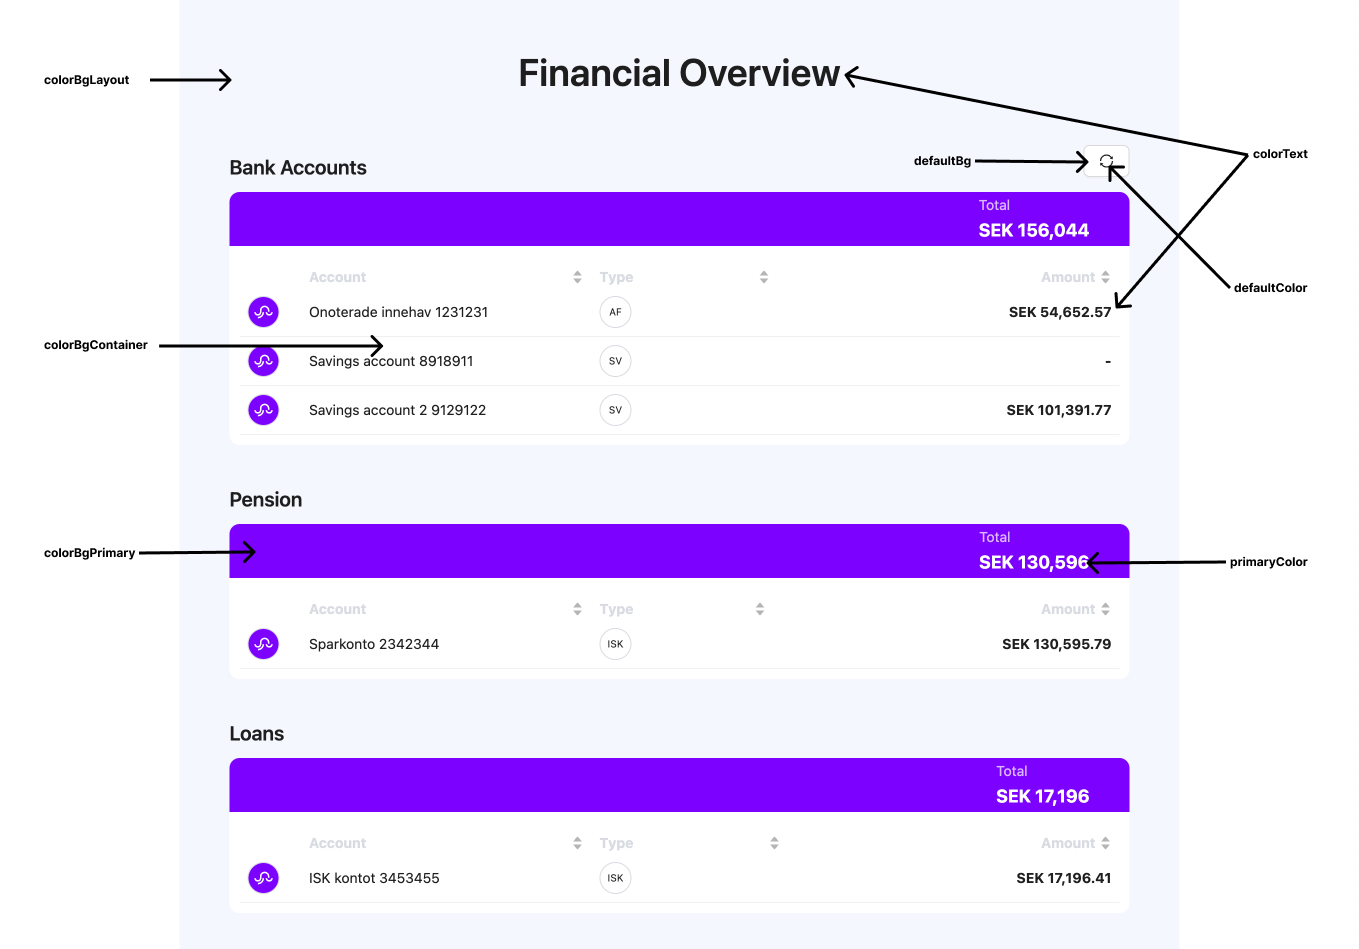 Financial Overview
colorBgLayout
colorText
defaultBg
Bank Accounts
Total
SEK 156,044
defaultColor
Account Type Amount
Onoterade innehav 1231231 AF SEK 54,652.57
colorBgContainer
Savings account 8918911 SV -
Savings account 2 9129122 SV SEK 101,391.77
Pension
Total
colorBgPrimary
SEK 130,596
primaryColor
Account Type Amount
Sparkonto 2342344 ISK SEK 130,595.79
Loans
Total
SEK 17,196
Account Type Amount
ISK kontot 3453455 ISK SEK 17,196.41